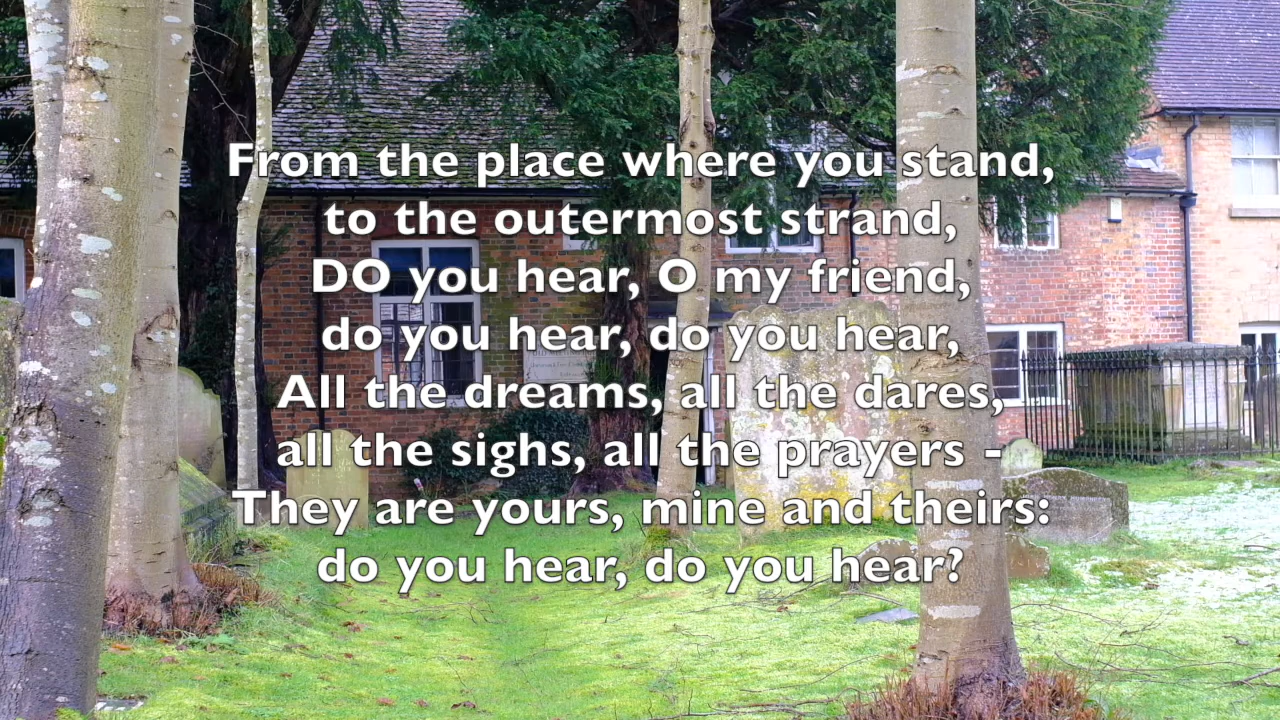 From the place where you stand,
to the outermost strand,
DO you hear, O my friend,
do you hear, do you hear,
All the dreams, all the dares,
all the sighs, all the prayers -
They are yours, mine and theirs:
do you hear, do you hear?